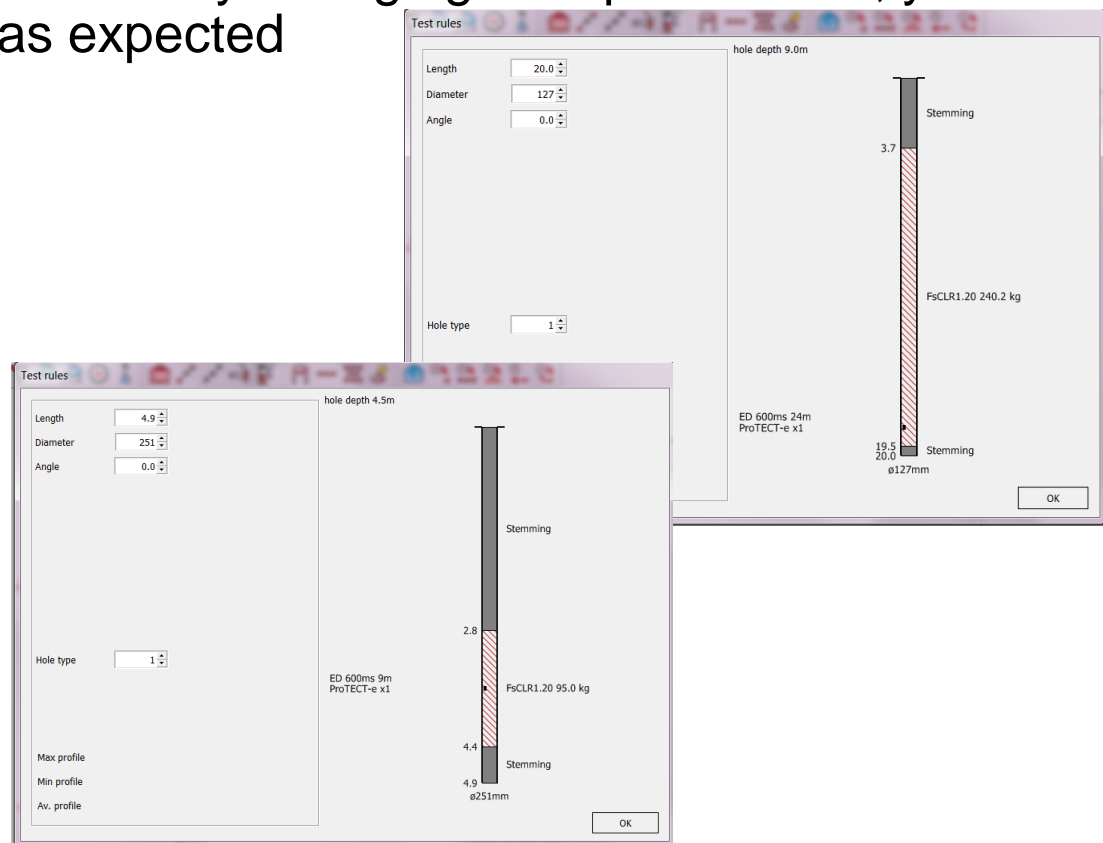 as expected
Test rules
hole depth 9.0m
Length 20.0
Diameter 127
Angle 0.0
Hole type 1
Stemming
3.7
FsCLR1.20 240.2 kg
ED 600ms 24m
ProTECT-e x1
19.5
Stemming
20.0
ø127mm
OK
Test rules
hole depth 4.5m
Length 4.9
Diameter 251
Angle 0.0
Hole type 1
Max profile
Min profile
Av. profile
Stemming
2.8
ED 600ms 9m
ProTECT-e x1
FsCLR1.20 95.0 kg
4.4
Stemming
4.9
ø251mm
OK